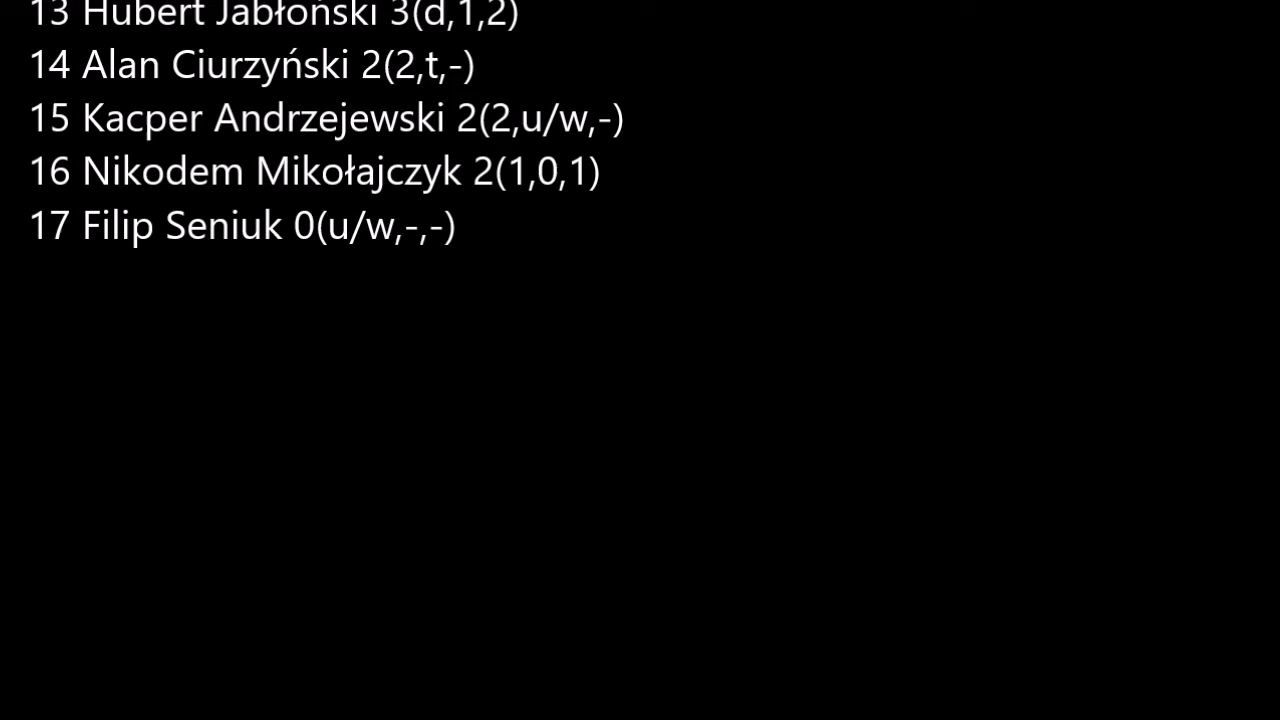 13 Hubert Jabłoński 3(d,1,2)
14 Alan Ciurzyński 2(2,t,-)
15 Kacper Andrzejewski 2(2,u/w,-)
16 Nikodem Mikołajczyk 2(1,0,1)
17 Filip Seniuk 0(u/w,-,-)